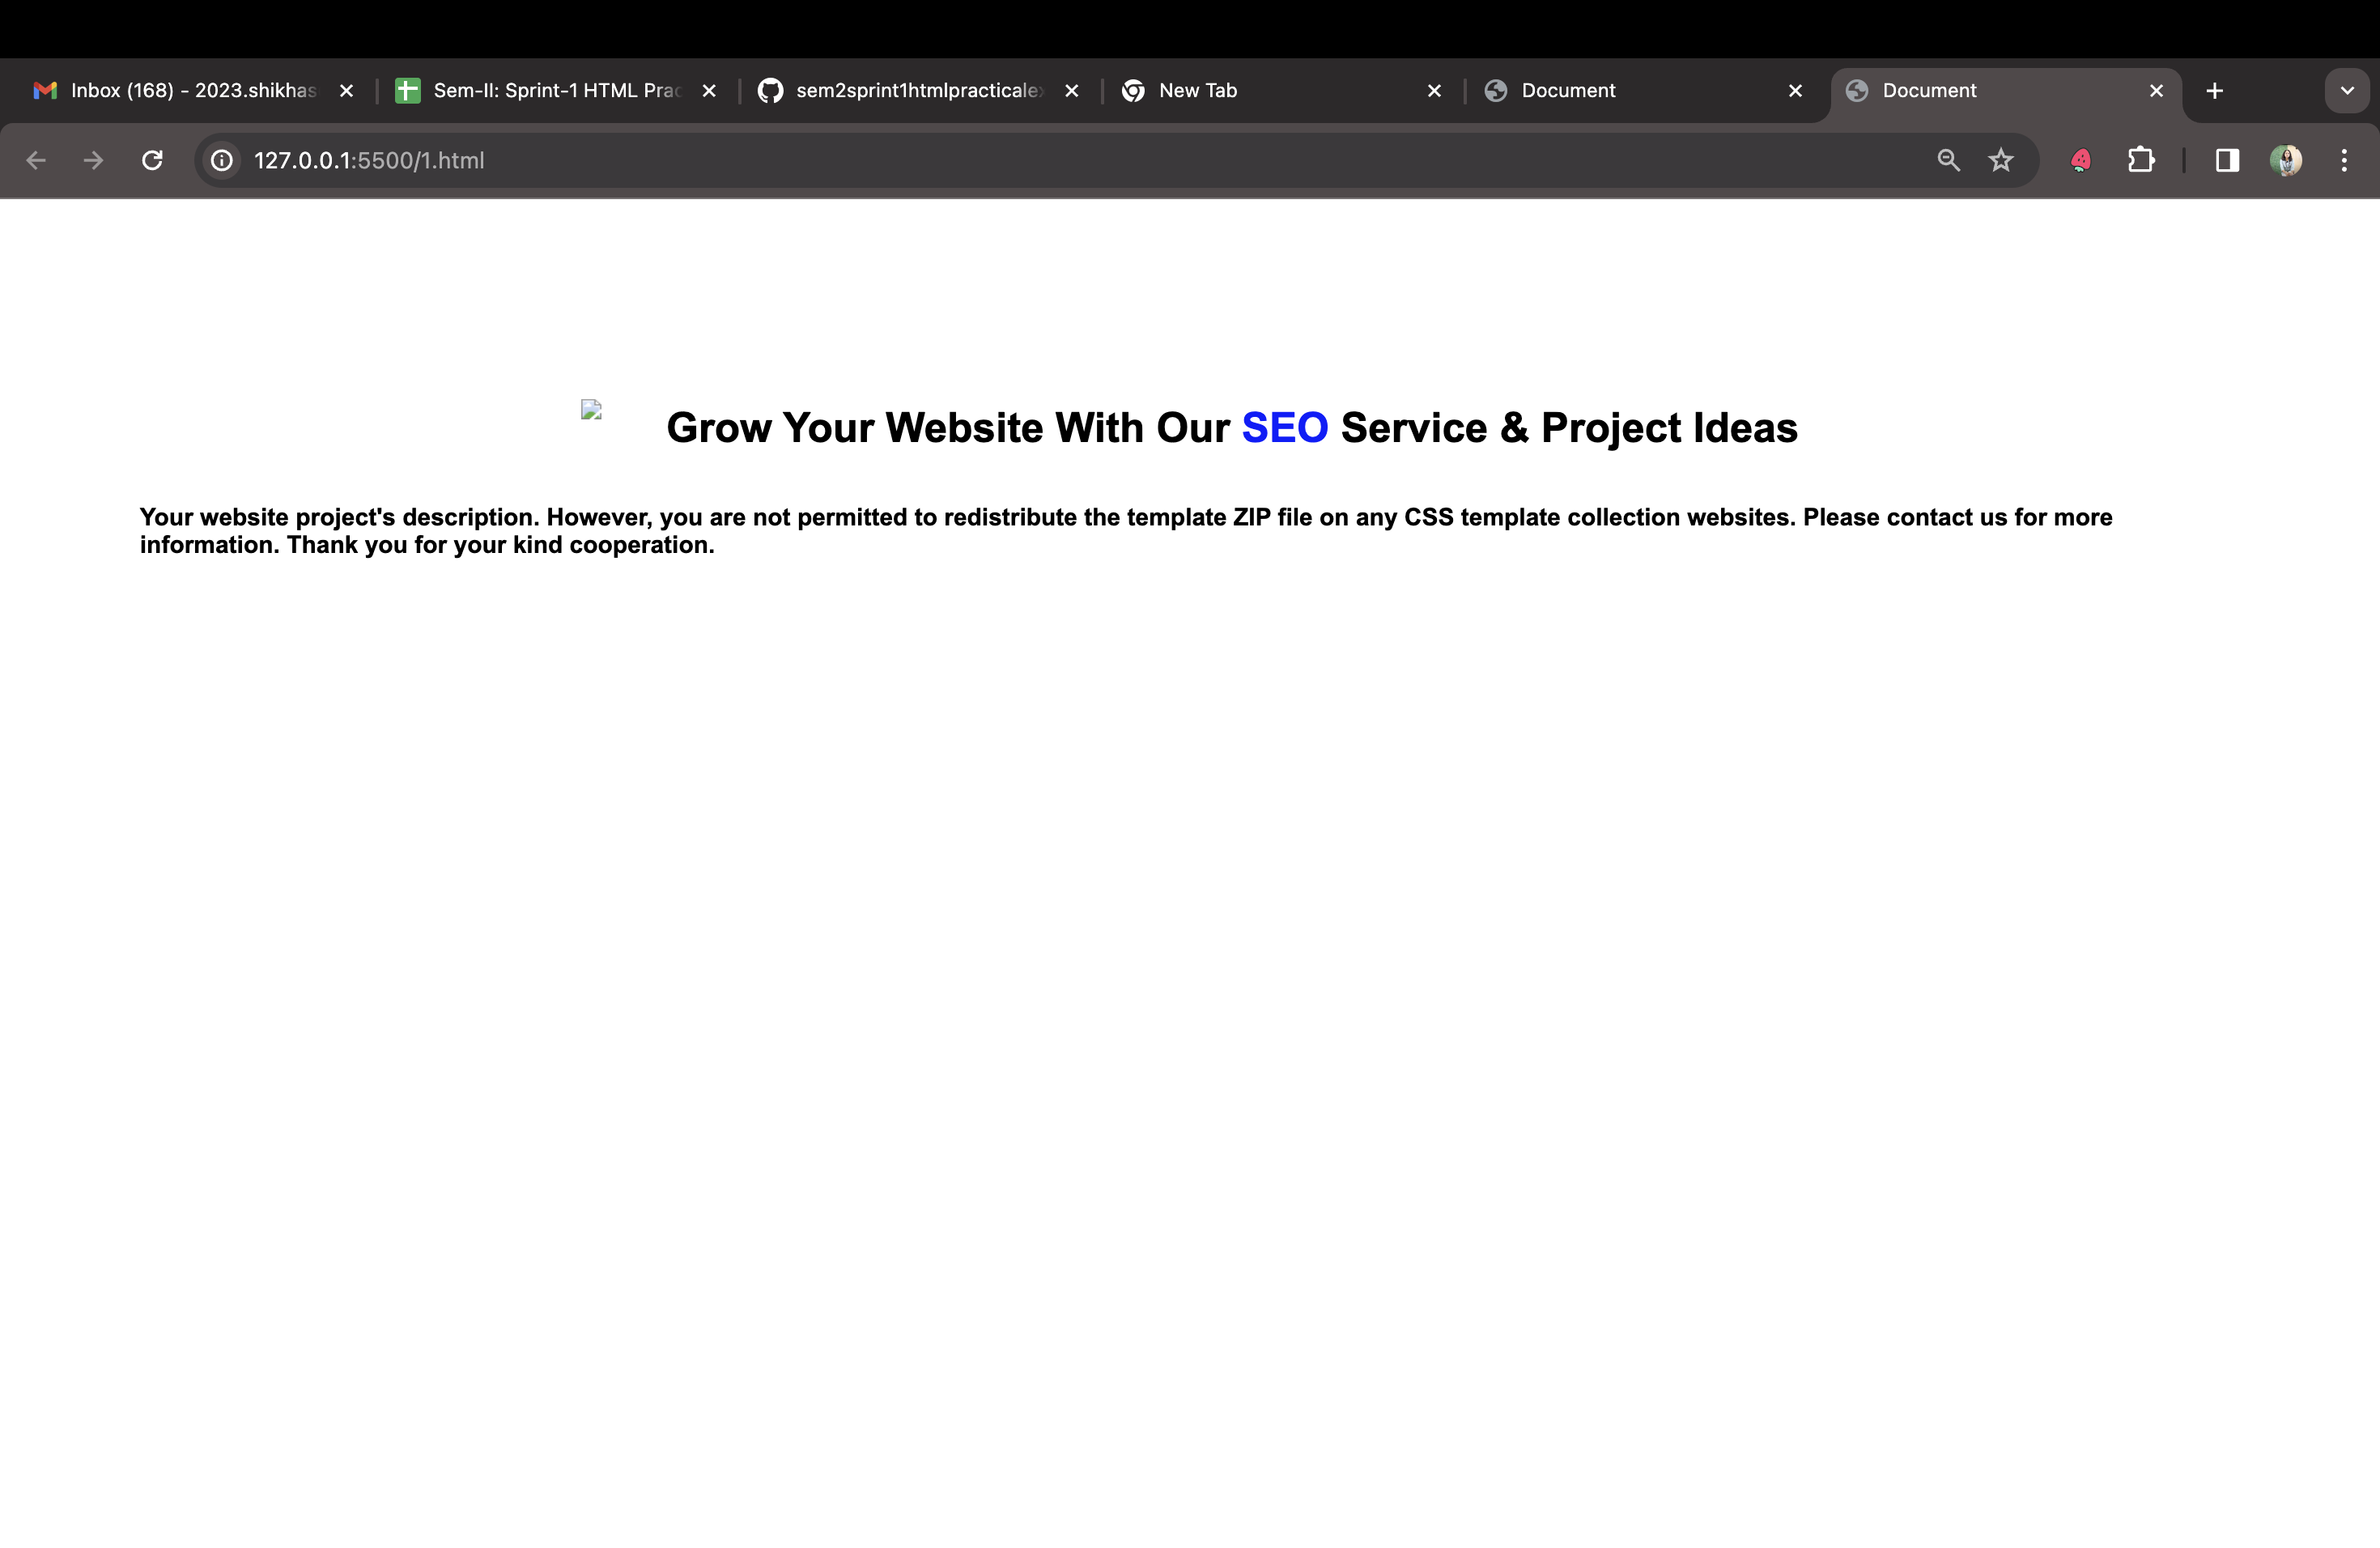 Inbox (168) - 2023.shikhas
Sem-II: Sprint-1 HTML Prac
sem2sprint1htmlpracticale
New Tab
Document
Document
127.0.0.1:5500/1.html
Grow Your Website With Our SEO Service & Project Ideas
Your website project's description. However, you are not permitted to redistribute the template ZIP file on any CSS template collection websites. Please contact us for more
information. Thank you for your kind cooperation.